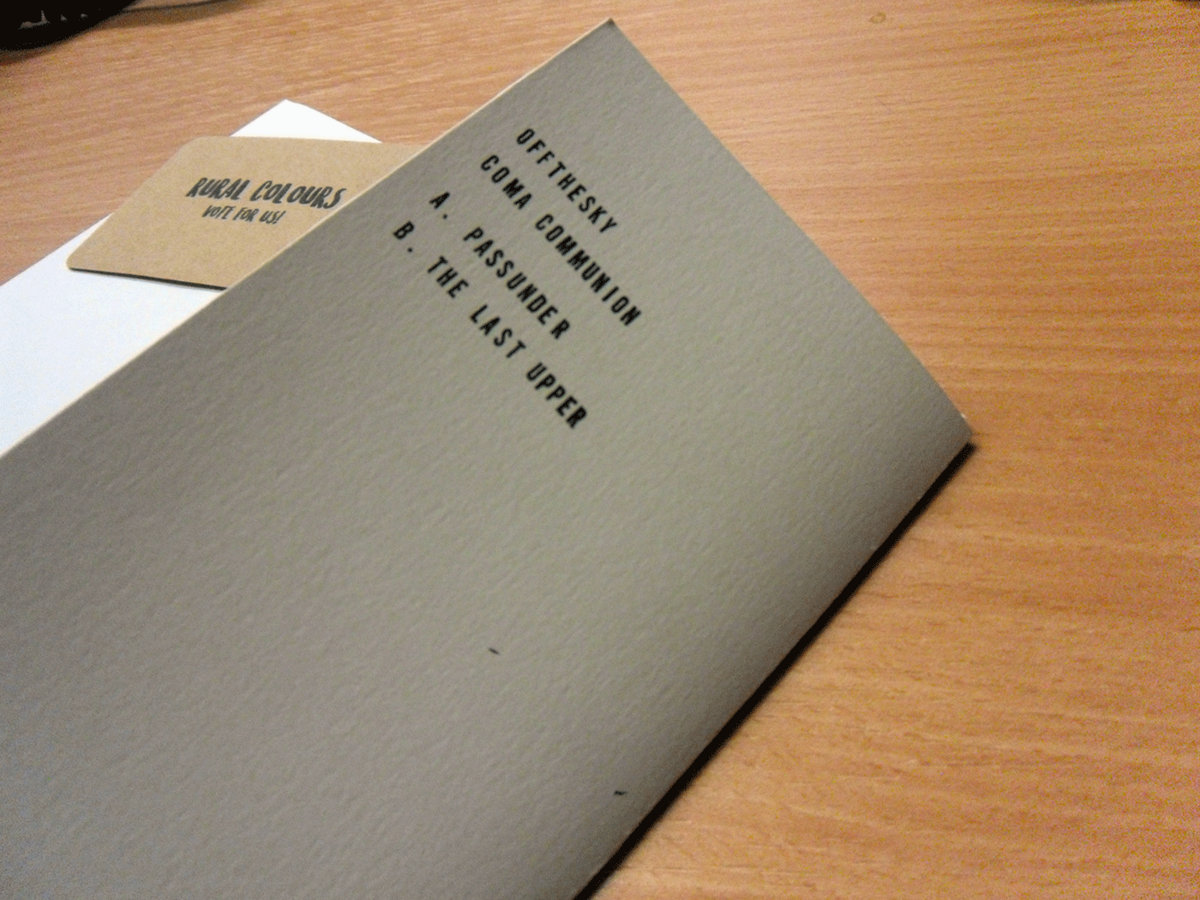 RURAL COLOURS
VOTE FOR US!
OFFTHESKY
COMA COMMUNION
A. PASSUNDER
B. THE LAST UPPER